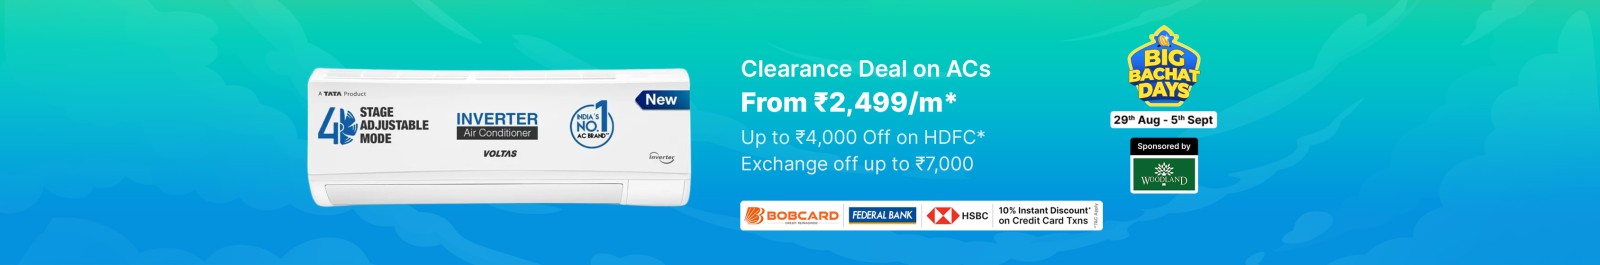 A TATA Product
4 STAGE
ADJUSTABLE
MODE
INVERTER
Air Conditioner
VOLTAS
INDIA'S
NO.1
AC BRAND
New
Inverter
Clearance Deal on ACs
From ₹2,499/m*
Up to ₹4,000 Off on HDFC*
Exchange off up to ₹7,000
BOBCARD
FEDERAL BANK
HSBC
10% Instant Discount*
on Credit Card Txns
*T&C Apply
BIG
BACHAT
DAYS
29th Aug - 5th Sept
Sponsored by
WOODLAND